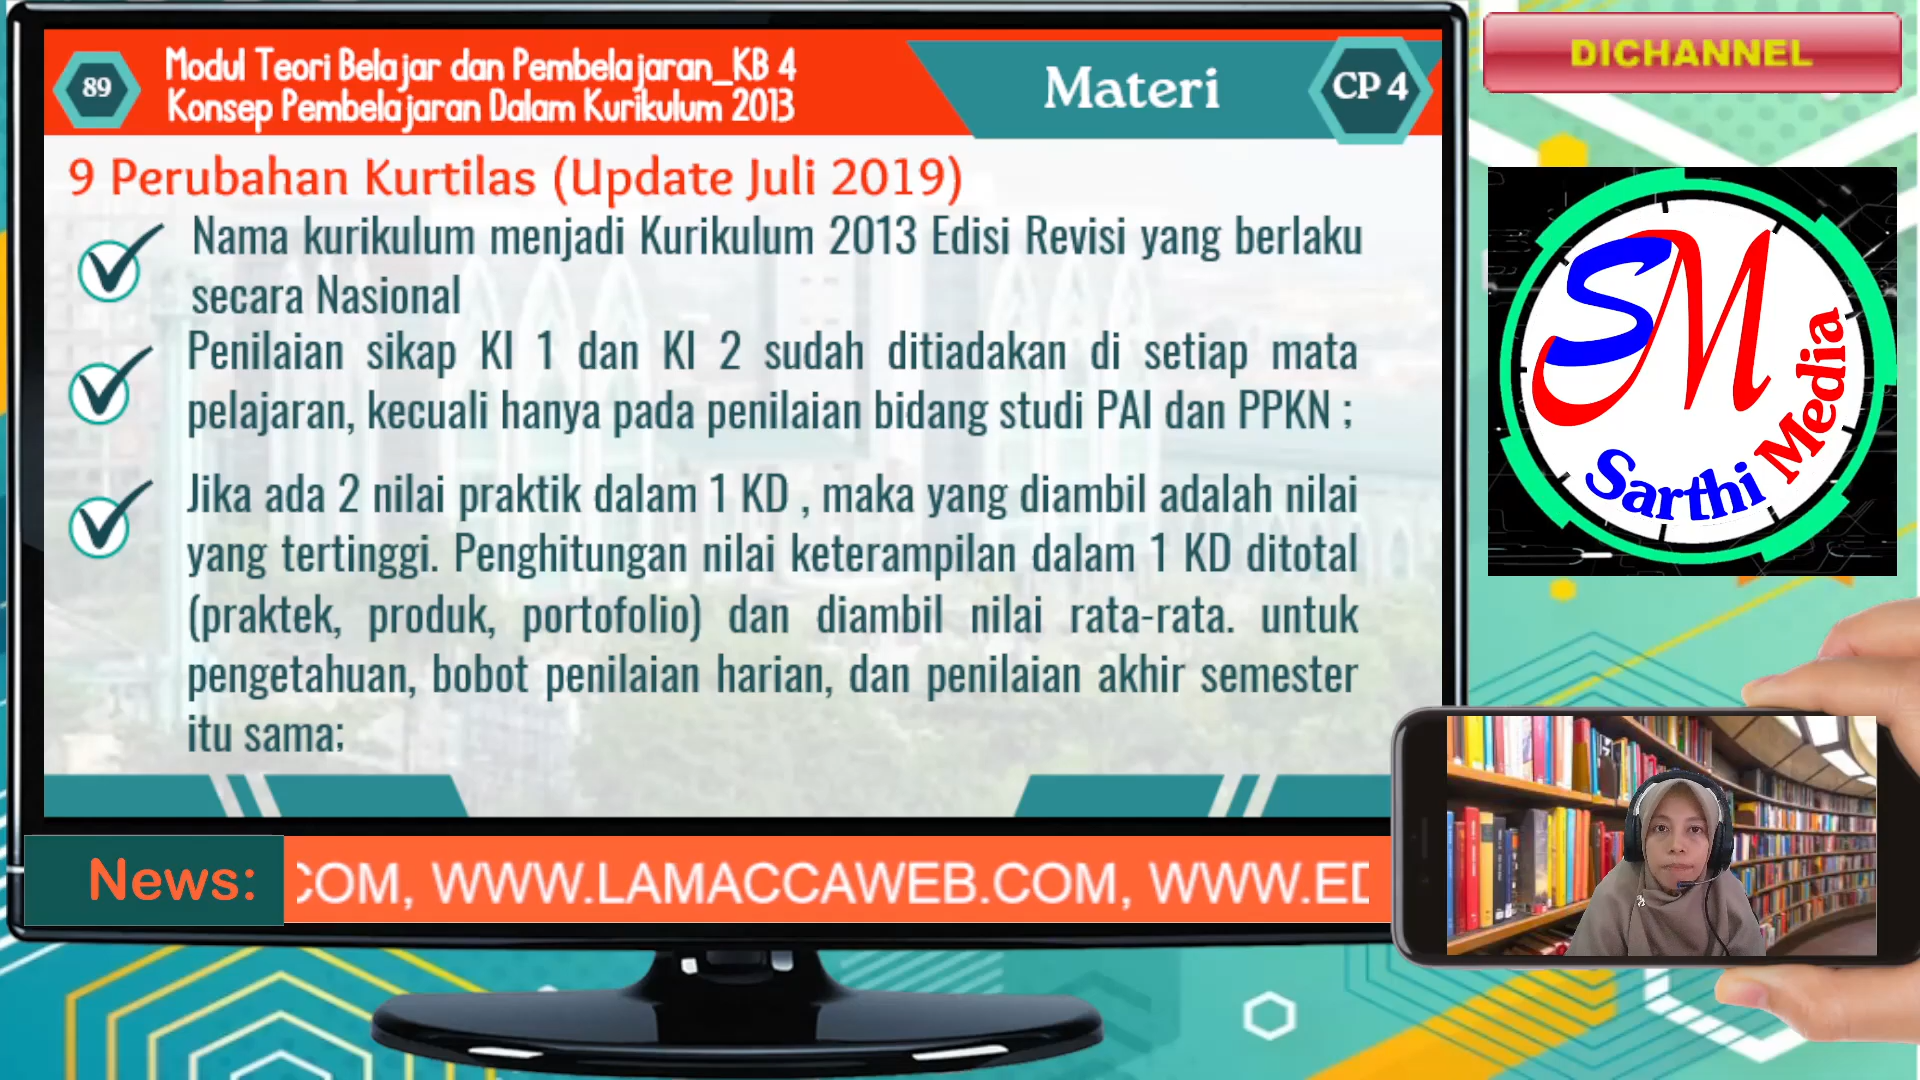 89
Modul Teori Belajar dan Pembelajaran_KB 4
Konsep Pembelajaran Dalam Kurikulum 2013
Materi
CP 4
DICHANNEL
9 Perubahan Kurtilas (Update Juli 2019)
Nama kurikulum menjadi Kurikulum 2013 Edisi Revisi yang berlaku
secara Nasional
Penilaian sikap KI 1 dan KI 2 sudah ditiadakan di setiap mata
pelajaran, kecuali hanya pada penilaian bidang studi PAI dan PPKN ;
Jika ada 2 nilai praktik dalam 1 KD , maka yang diambil adalah nilai
yang tertinggi. Penghitungan nilai keterampilan dalam 1 KD ditotal
(praktek, produk, portofolio) dan diambil nilai rata-rata. untuk
pengetahuan, bobot penilaian harian, dan penilaian akhir semester
itu sama;
SM
Sarthi Media
News:
COM, WWW.LAMACCAWEB.COM, WWW.ED